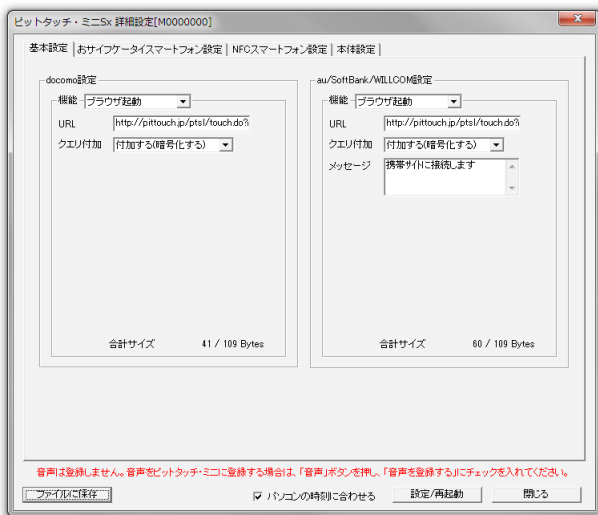 ピットタッチ・ミニSx 詳細設定[M0000000]
基本設定 おサイフケータイスマートフォン設定 NFCスマートフォン設定 本体設定
docomo設定
機能 ブラウザ起動
URL http://pittouch.jp/ptsl/touch.do?i
クエリ付加 付加する(暗号化する)
合計サイズ 41 / 109 Bytes
au/SoftBank/WILLCOM設定
機能 ブラウザ起動
URL http://pittouch.jp/ptsl/touch.do?i
クエリ付加 付加する(暗号化する)
メッセージ 携帯サイトに接続します
合計サイズ 60 / 109 Bytes
音声は登録しません。音声をピットタッチ・ミニに登録する場合は、「音声」ボタンを押し、「音声を登録する」にチェックを入れてください。
ファイルに保存 パソコンの時刻に合わせる 設定/再起動 閉じる